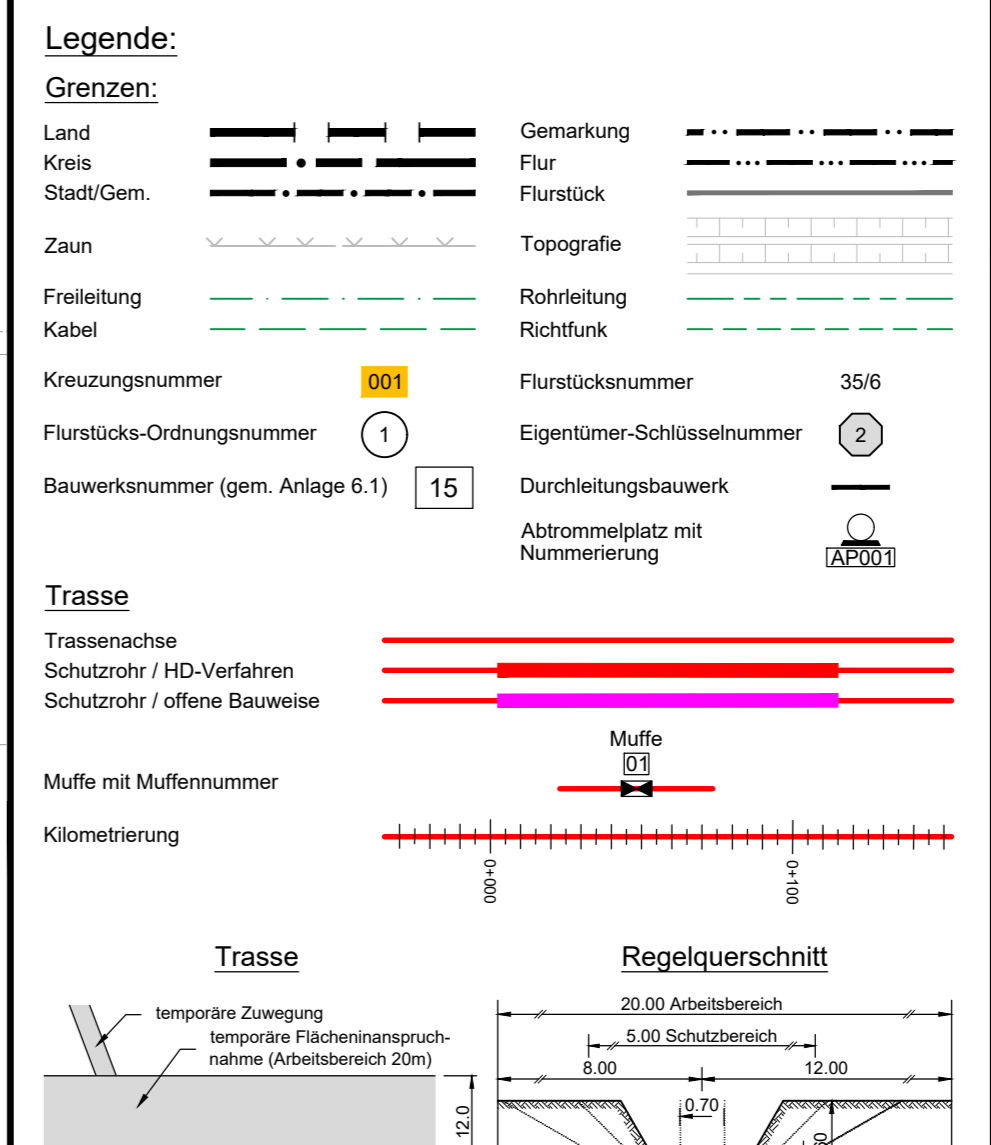 Legende:
Grenzen:
Land
Kreis
Stadt/Gem.
Zaun
Freileitung
Kabel
Gemarkung
Flur
Flurstück
Topografie
Rohrleitung
Richtfunk
Kreuzungsnummer 001
Flurstücksnummer 35/6
Flurstücks-Ordnungsnummer 1
Eigentümer-Schlüsselnummer 2
Bauwerksnummer (gem. Anlage 6.1) 15
Durchleitungsbauwerk
Abtrommelplatz mit
Nummerierung
AP001
Trasse
Trassenachse
Schutzrohr / HD-Verfahren
Schutzrohr / offene Bauweise
Muffe
01
Muffe mit Muffennummer
Kilometrierung
0+000
0+100
Trasse
temporäre Zuwegung
temporäre Flächeninanspruch-
nahme (Arbeitsbereich 20m)
12.0
Regelquerschnitt
20.00 Arbeitsbereich
5.00 Schutzbereich
8.00
12.00
0.70